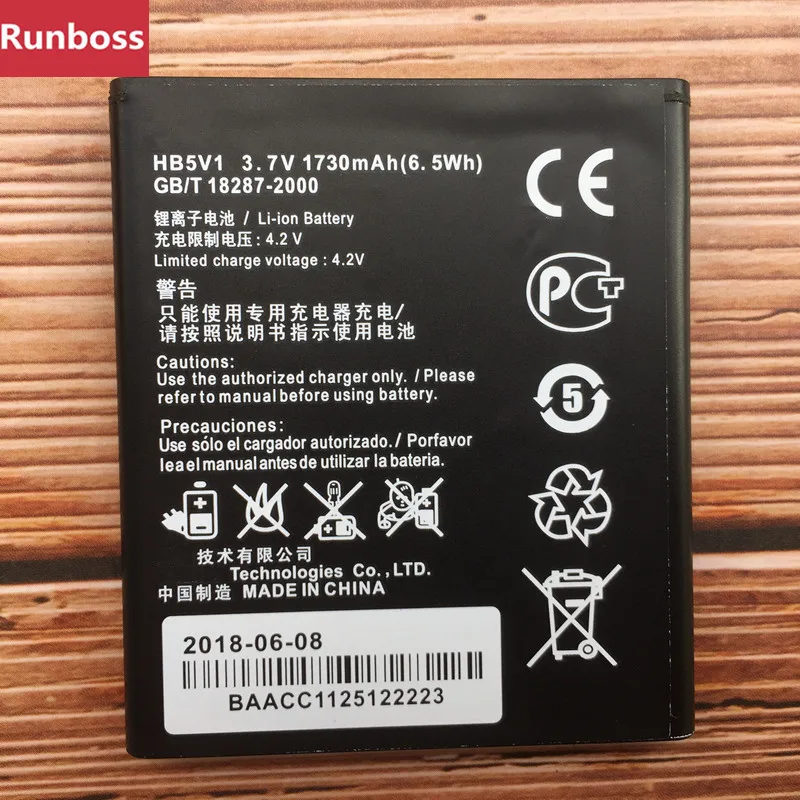 Runboss
HB5V1 3.7V 1730mAh(6.5Wh)
GB/T 18287-2000
锂离子电池 / Li-ion Battery
充电限制电压: 4.2 V
Limited charge voltage : 4.2V
警告
只能使用专用充电器充电/
请按照说明书指示使用电池
Cautions:
Use the authorized charger only. / Please
refer to manual before using battery.
Precauciones:
Use sólo el cargador autorizado. / Porfavor
lea el manual antes de utilizar la bateria.
技术有限公司
Technologies Co.,LTD.
中国制造 MADE IN CHINA
2018-06-08
BAACC1125122223
CE
PCT
5